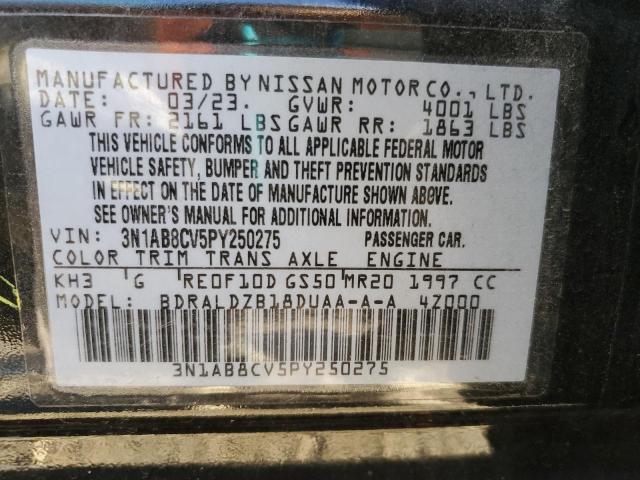 MANUFACTURED BY NISSAN MOTOR CO., LTD.
DATE: 03/23. GVWR: 4001 LBS
GAWR FR: 2161 LBS GAWR RR: 1863 LBS
THIS VEHICLE CONFORMS TO ALL APPLICABLE FEDERAL MOTOR
VEHICLE SAFETY, BUMPER AND THEFT PREVENTION STANDARDS
IN EFFECT ON THE DATE OF MANUFACTURE SHOWN ABOVE.
SEE OWNER'S MANUAL FOR ADDITIONAL INFORMATION.
VIN: 3N1AB8CV5PY250275 PASSENGER CAR.
COLOR TRIM TRANS AXLE ENGINE
KH3 G RE0F10D GS50 MR20 1997 CC
MODEL: BDRALDZB18DUAA-A-A 4Z000
3N1AB8CV5PY250275